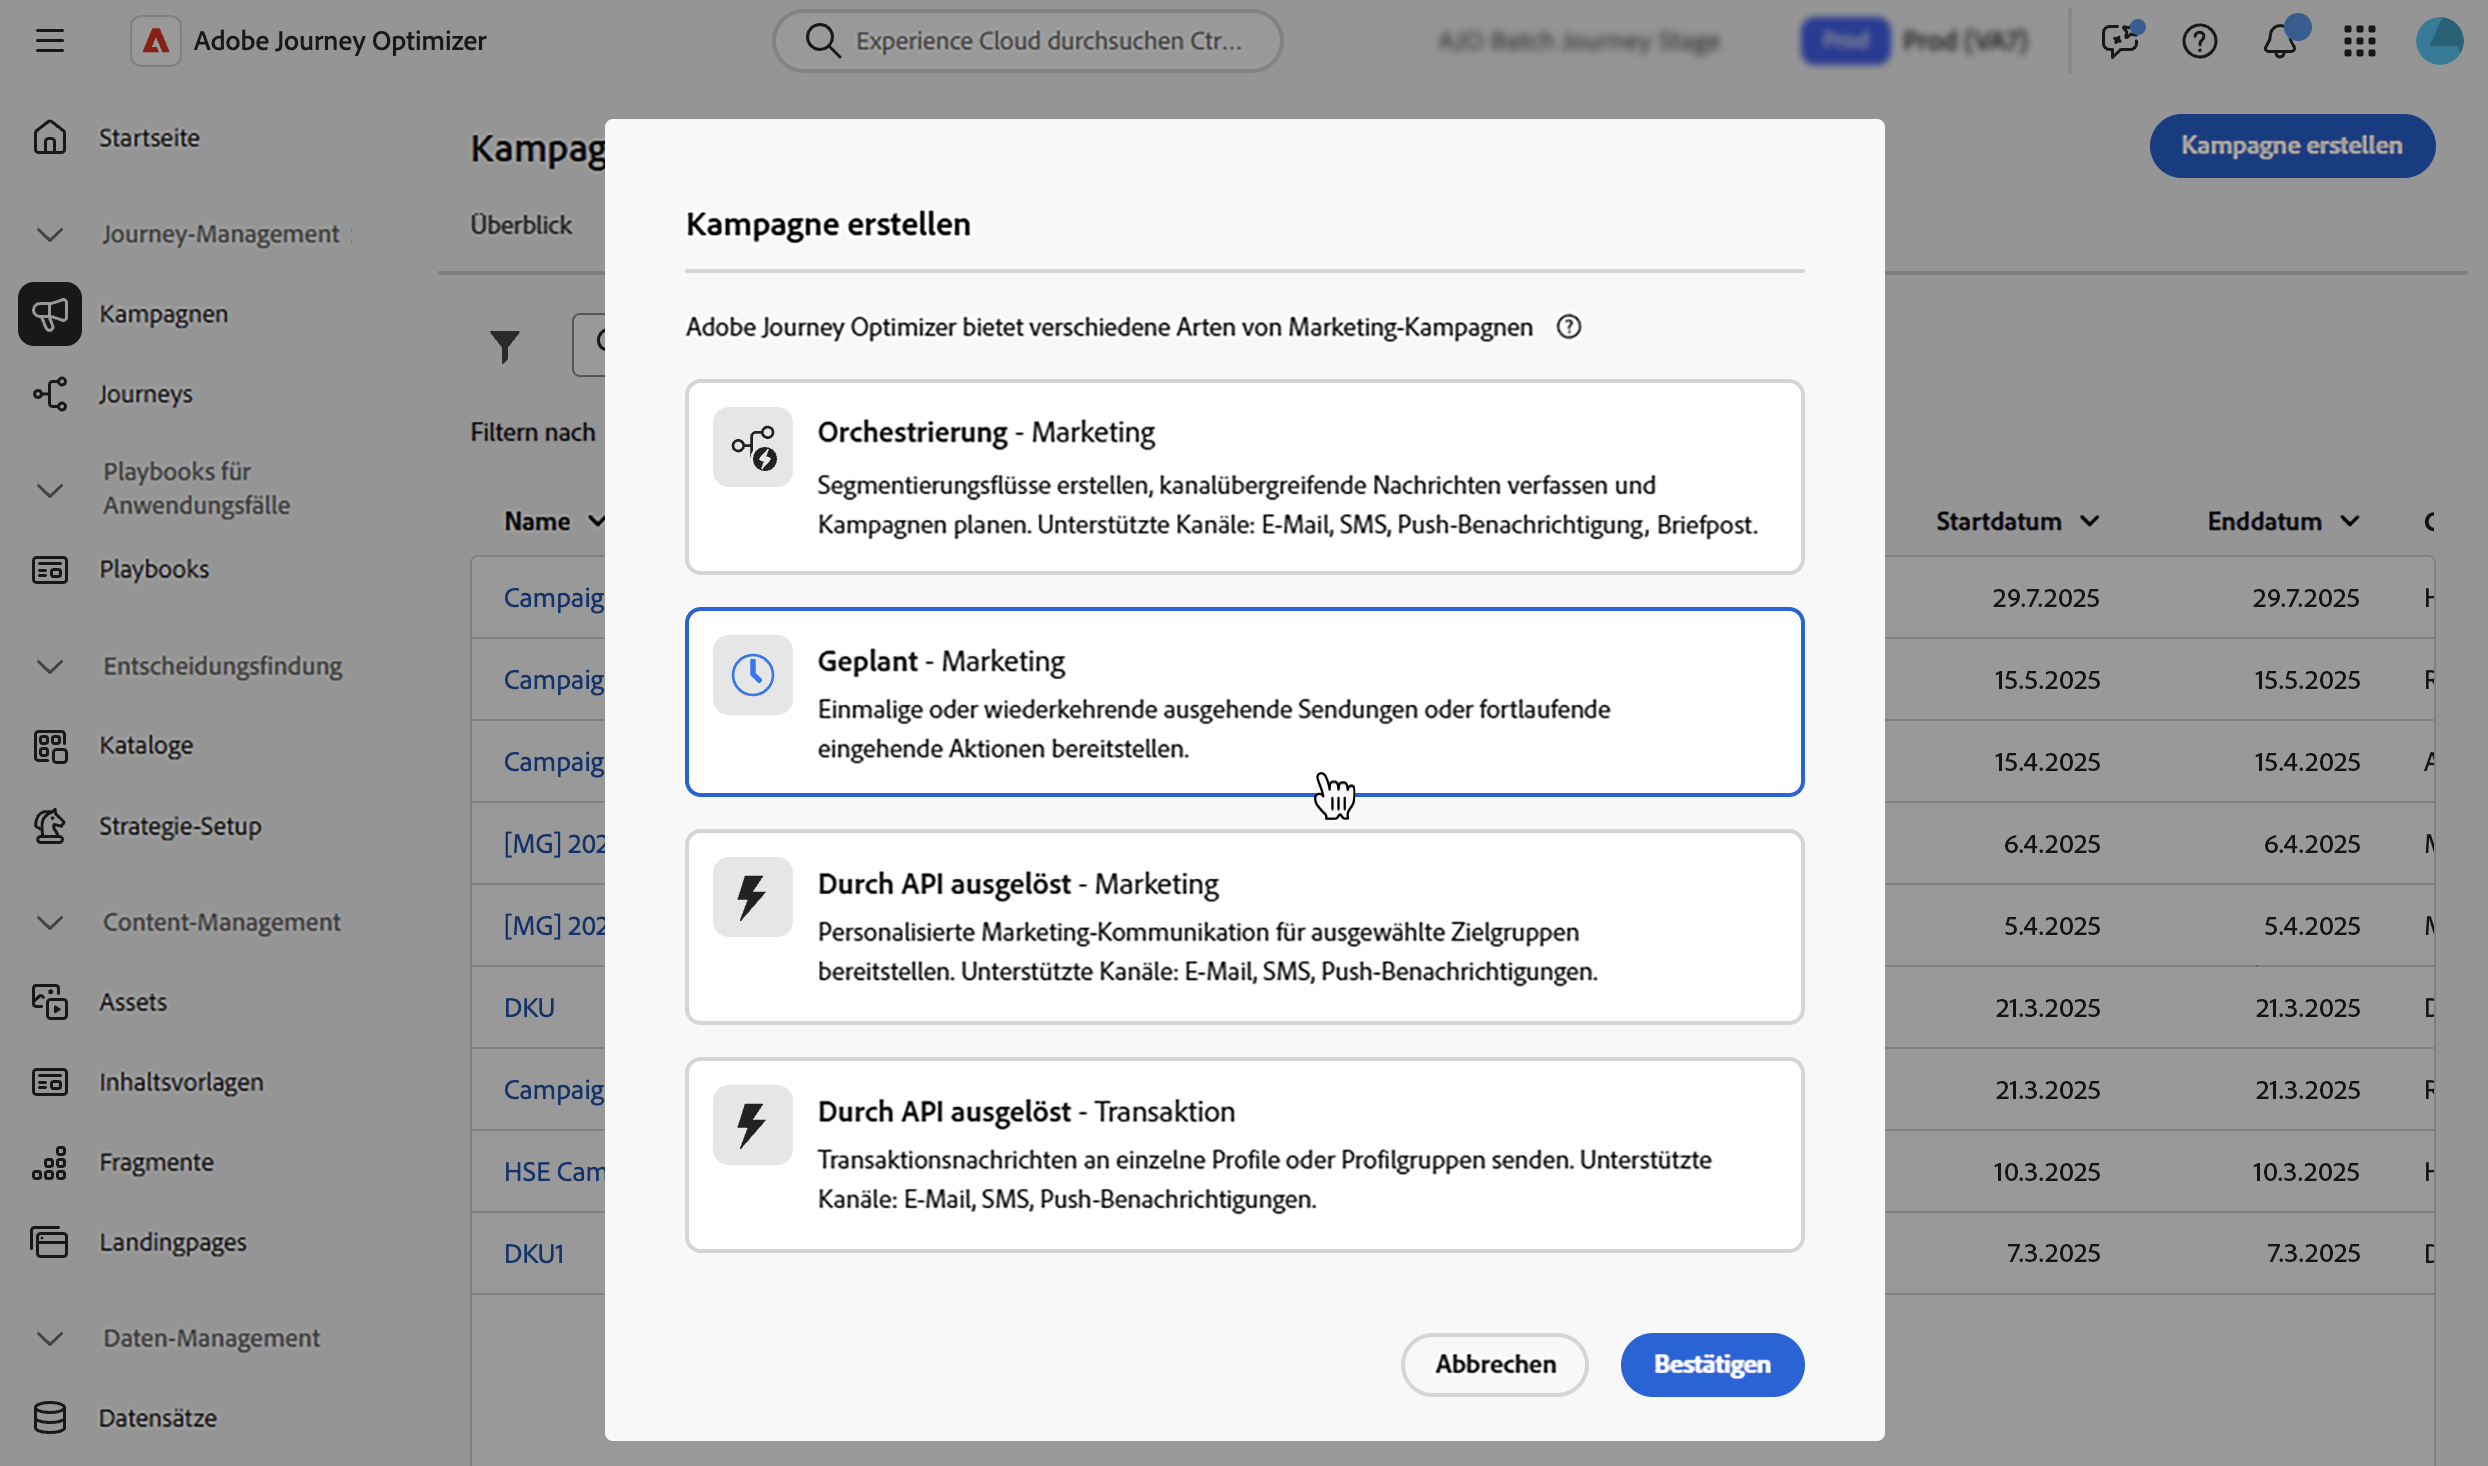 Adobe Journey Optimizer
Experience Cloud durchsuchen Ctr...
AJO Batch Journey Stage
Prod
Prod (VA7)
Startseite
Journey-Management
Kampagnen
Journeys
Playbooks für
Anwendungsfälle
Playbooks
Entscheidungsfindung
Kataloge
Strategie-Setup
Content-Management
Assets
Inhaltsvorlagen
Fragmente
Landingpages
Daten-Management
Datensätze
Kampag
Kampagne erstellen
Überblick
Filtern nach
Name
Startdatum
Enddatum
Campaig
29.7.2025
29.7.2025
Campaig
15.5.2025
15.5.2025
Campaig
15.4.2025
15.4.2025
[MG] 202
6.4.2025
6.4.2025
[MG] 202
5.4.2025
5.4.2025
DKU
21.3.2025
21.3.2025
Campaig
21.3.2025
21.3.2025
HSE Cam
10.3.2025
10.3.2025
DKU1
7.3.2025
7.3.2025
Kampagne erstellen
Adobe Journey Optimizer bietet verschiedene Arten von Marketing-Kampagnen
Orchestrierung - Marketing
Segmentierungsflüsse erstellen, kanalübergreifende Nachrichten verfassen und
Kampagnen planen. Unterstützte Kanäle: E-Mail, SMS, Push-Benachrichtigung, Briefpost.
Geplant - Marketing
Einmalige oder wiederkehrende ausgehende Sendungen oder fortlaufende
eingehende Aktionen bereitstellen.
Durch API ausgelöst - Marketing
Personalisierte Marketing-Kommunikation für ausgewählte Zielgruppen
bereitstellen. Unterstützte Kanäle: E-Mail, SMS, Push-Benachrichtigungen.
Durch API ausgelöst - Transaktion
Transaktionsnachrichten an einzelne Profile oder Profilgruppen senden. Unterstützte
Kanäle: E-Mail, SMS, Push-Benachrichtigungen.
Abbrechen
Bestätigen